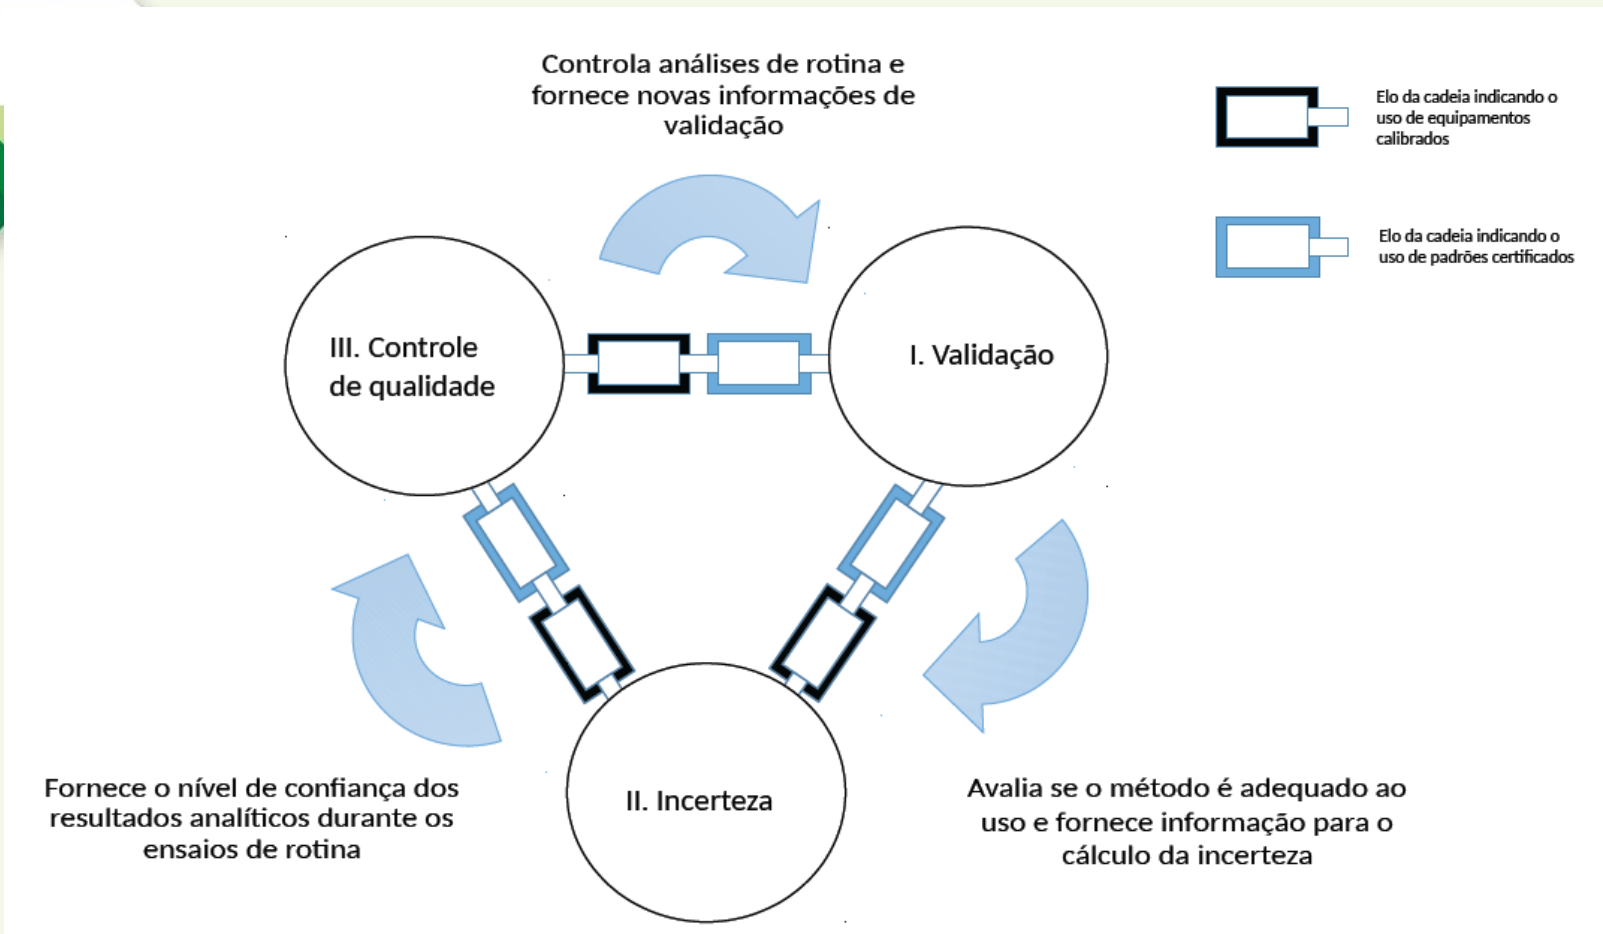 Controla análises de rotina e
fornece novas informações de
validação
Elo da cadeia indicando o
uso de equipamentos
calibrados
Elo da cadeia indicando o
uso de padrões certificados
III. Controle
de qualidade
I. Validação
II. Incerteza
Fornece o nível de confiança dos
resultados analíticos durante os
ensaios de rotina
Avalia se o método é adequado ao
uso e fornece informação para o
cálculo da incerteza